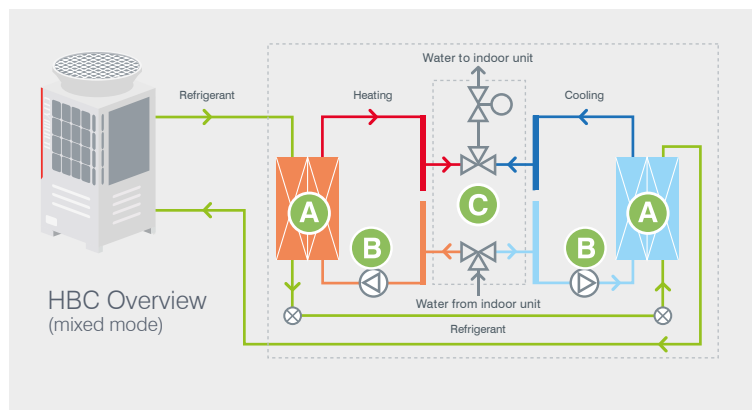 Water to indoor unit
Refrigerant
Heating
Cooling
A
C
A
B
B
HBC Overview
(mixed mode)
Water from indoor unit
Refrigerant